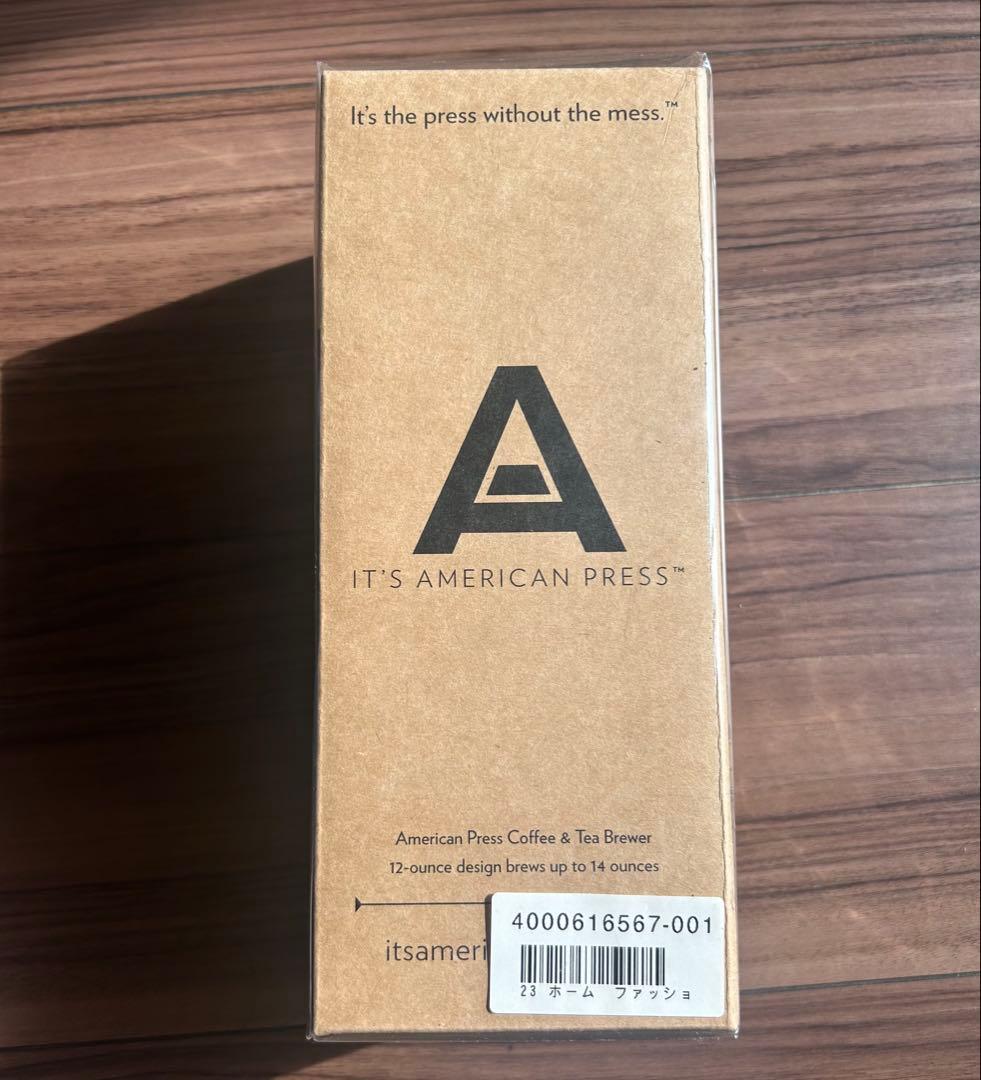 It's the press without the mess.™
A
IT'S AMERICAN PRESS™
American Press Coffee & Tea Brewer
12-ounce design brews up to 14 ounces
itsameri
4000616567-001
23 ホーム ファッショ